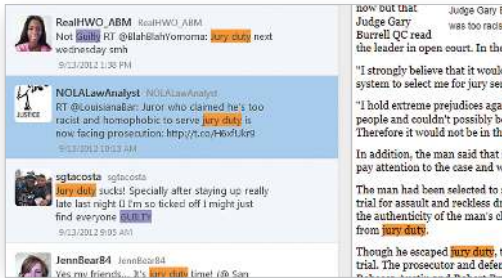 RealHWO_ABM RealHWO_ABM
Not Guilty RT @BlahBlahYomoma: Jury duty next
wednesday smh
9/13/2012 1:38 PM
JUSTICE
NOLALawAnalyst NOLALawAnalyst
RT @LouisianaBar: Juror who claimed he's too
racist and homophobic to serve jury duty is
now facing prosecution: http://t.co/H6xfUkr9
9/13/2012 10:13 AM
sgtacosta sgtacosta
Jury duty sucks! Specially after staying up really
late last night I'm so ticked off I might just
find everyone GUILTY
9/13/2012 9:05 AM
JennBear84 JennBear84
Yes my friends... It's jury duty time! (@ San
now but that
Judge Gary
Burrell QC read
Judge Gary B
was too racis
the leader in open court. In the
"I strongly believe that it woul
system to select me for jury ser
"I hold extreme prejudices aga
people and couldn't possibly b
Therefore it would not be in th
In addition, the man said that
pay attention to the case and w
The man had been selected to
trial for assault and reckless dr
the authenticity of the man's c
from jury duty.
Though he escaped jury duty,
trial. The prosecutor and defe